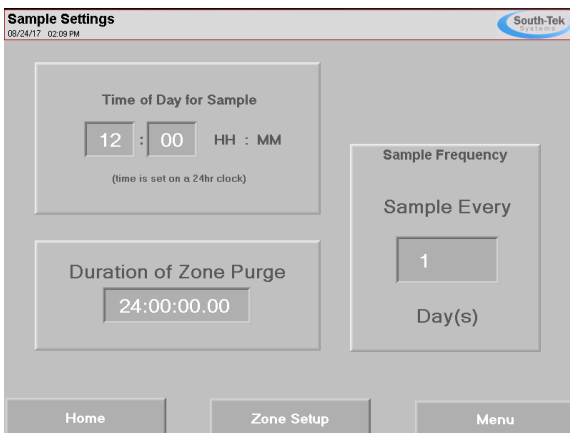 Sample Settings
08/24/17 02:09 PM
South-Tek
Systems
Time of Day for Sample
12 : 00 HH : MM
(time is set on a 24hr clock)
Duration of Zone Purge
24:00:00.00
Sample Frequency
Sample Every
1
Day(s)
Home
Zone Setup
Menu